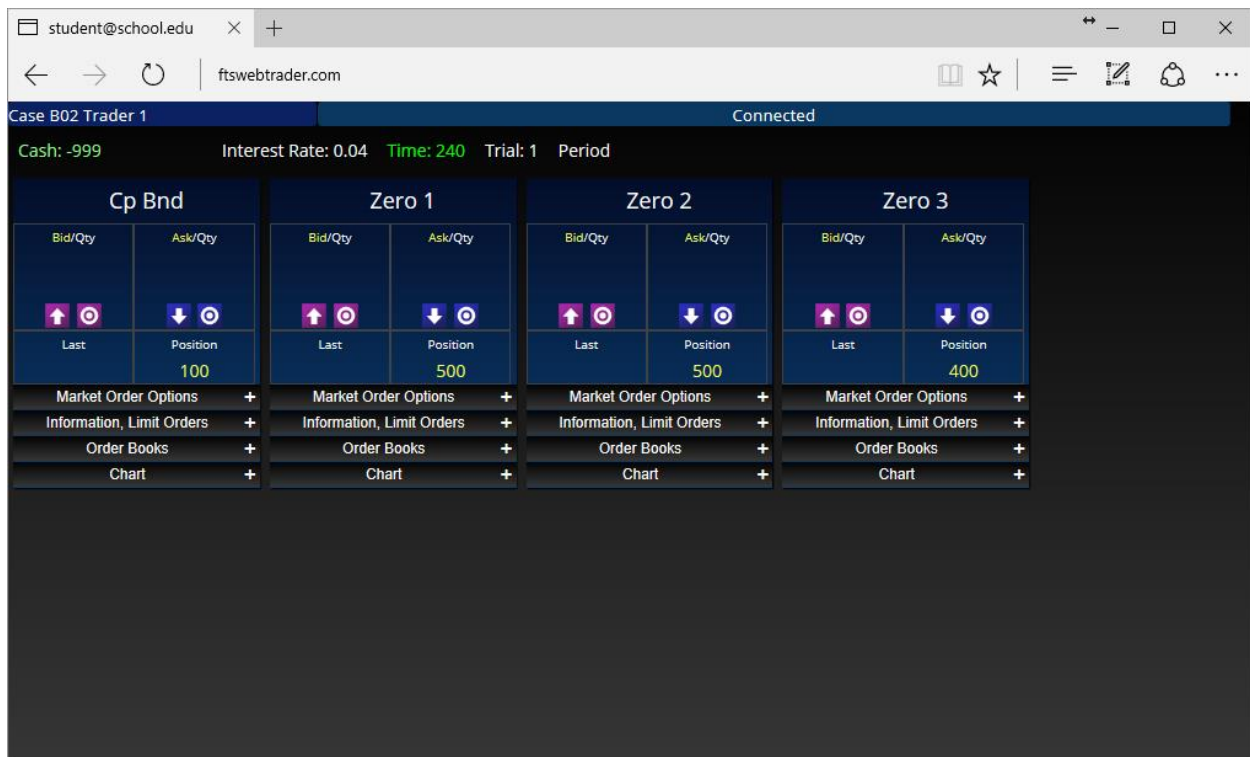 student@school.edu
ftswebtrader.com
Case B02 Trader 1 Connected
Cash: -999 Interest Rate: 0.04 Time: 240 Trial: 1 Period
Cp Bnd Zero 1 Zero 2 Zero 3
Bid/Qty Ask/Qty Bid/Qty Ask/Qty Bid/Qty Ask/Qty Bid/Qty Ask/Qty
Last Position Last Position Last Position Last Position
100 500 500 400
Market Order Options + Market Order Options + Market Order Options + Market Order Options +
Information, Limit Orders + Information, Limit Orders + Information, Limit Orders + Information, Limit Orders +
Order Books + Order Books + Order Books + Order Books +
Chart + Chart + Chart + Chart +